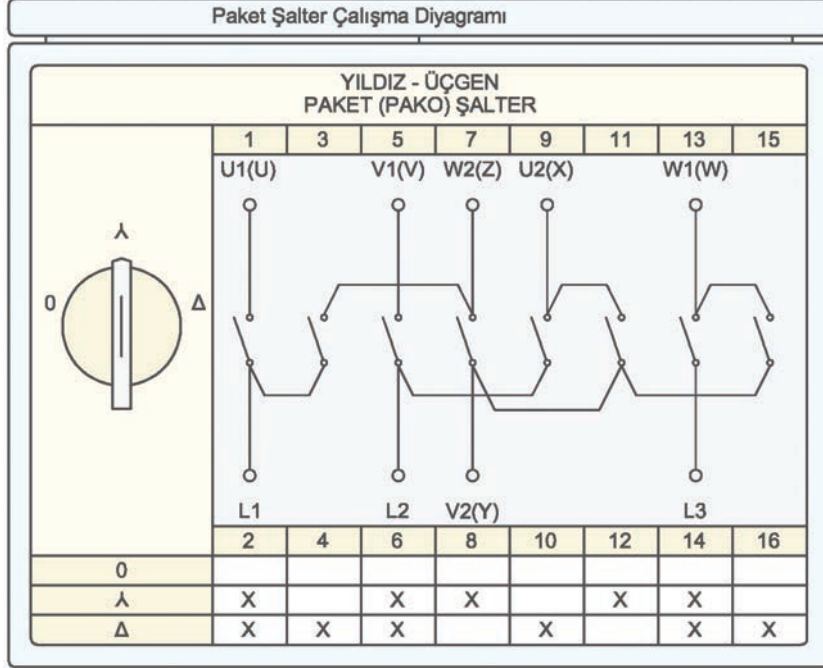 Paket Şalter Çalışma Diyagramı
YILDIZ - ÜÇGEN
PAKET (PAKO) ŞALTER
1 3 5 7 9 11 13 15
U1(U) V1(V) W2(Z) U2(X) W1(W)
⅄
0 Δ
L1 L2 V2(Y) L3
2 4 6 8 10 12 14 16
0
⅄ X X X X X
Δ X X X X X X